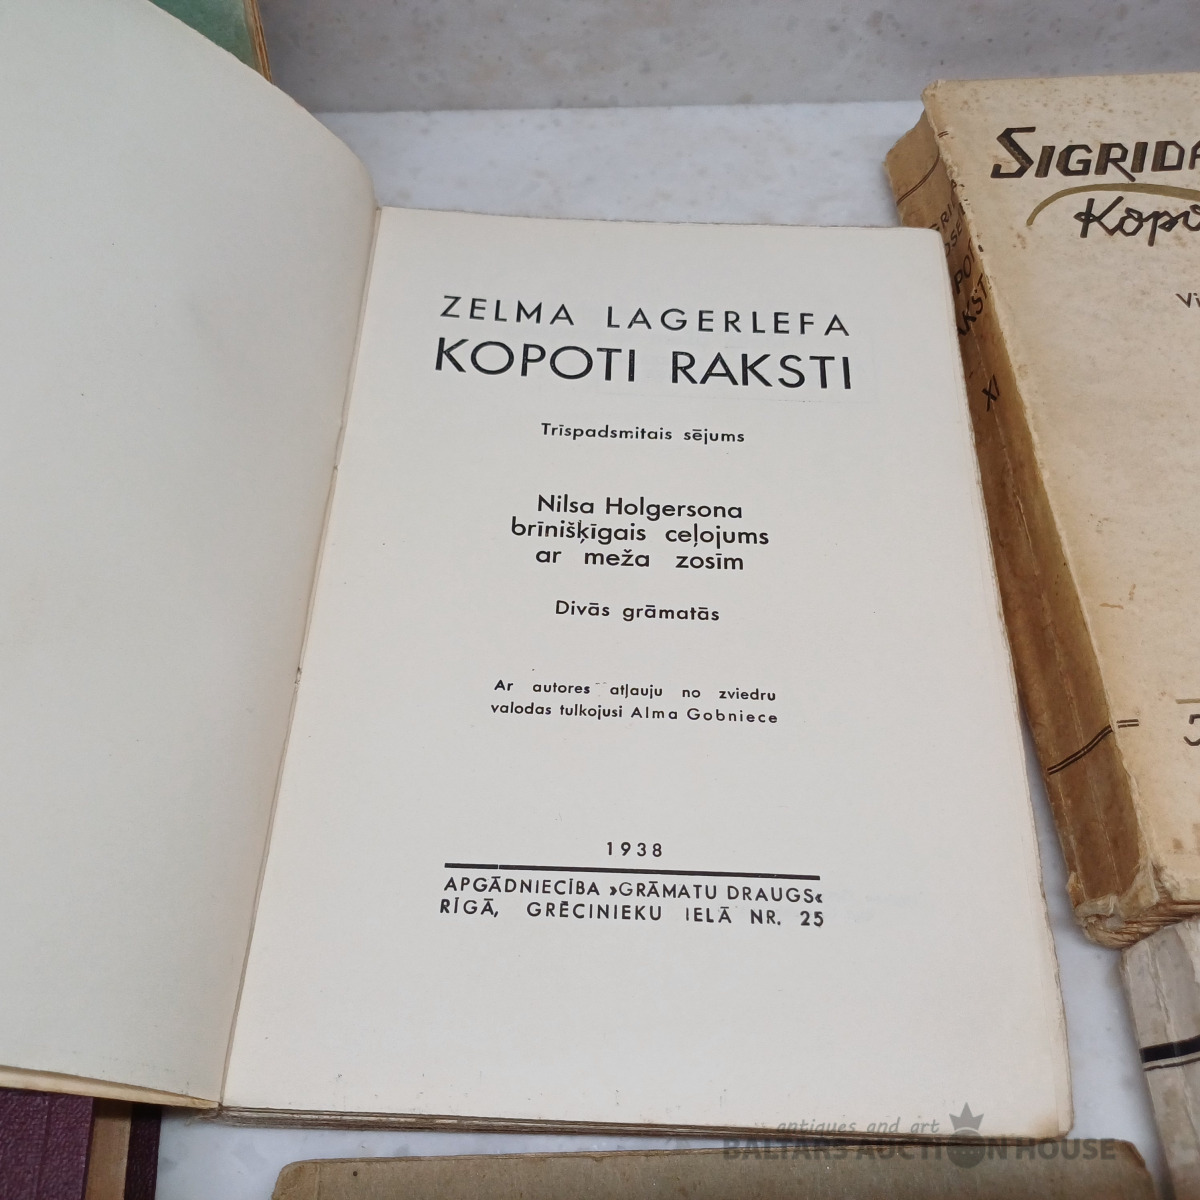 ZELMA LAGERLEFA
KOPOTI RAKSTI
Trīspadsmitais sējums
Nilsa Holgersona
brīnišķīgais ceļojums
ar meža zosīm
Divās grāmatās
Ar autores atļauju no zviedru
valodas tulkojusi Alma Gobniece
1938
APGĀDNIECĪBA »GRĀMATU DRAUGS«
RĪGĀ, GRĒCINIEKU IELĀ NR. 25
SIGRIDA
XI
antiques and art
BALTARS AUCTION HOUSE